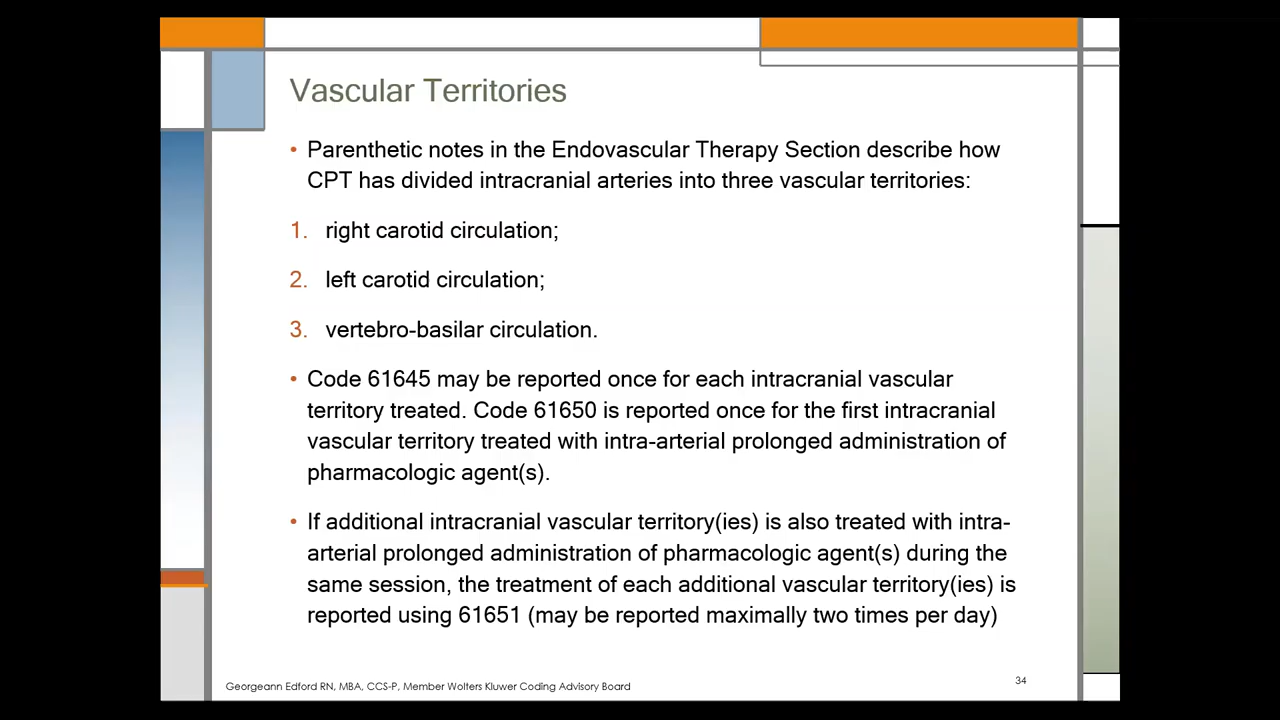 Vascular Territories
• Parenthetic notes in the Endovascular Therapy Section describe how
CPT has divided intracranial arteries into three vascular territories:
1. right carotid circulation;
2. left carotid circulation;
3. vertebro-basilar circulation.
• Code 61645 may be reported once for each intracranial vascular
territory treated. Code 61650 is reported once for the first intracranial
vascular territory treated with intra-arterial prolonged administration of
pharmacologic agent(s).
• If additional intracranial vascular territory(ies) is also treated with intra-
arterial prolonged administration of pharmacologic agent(s) during the
same session, the treatment of each additional vascular territory(ies) is
reported using 61651 (may be reported maximally two times per day)
Georgeann Edford RN, MBA, CCS-P, Member Wolters Kluwer Coding Advisory Board
34